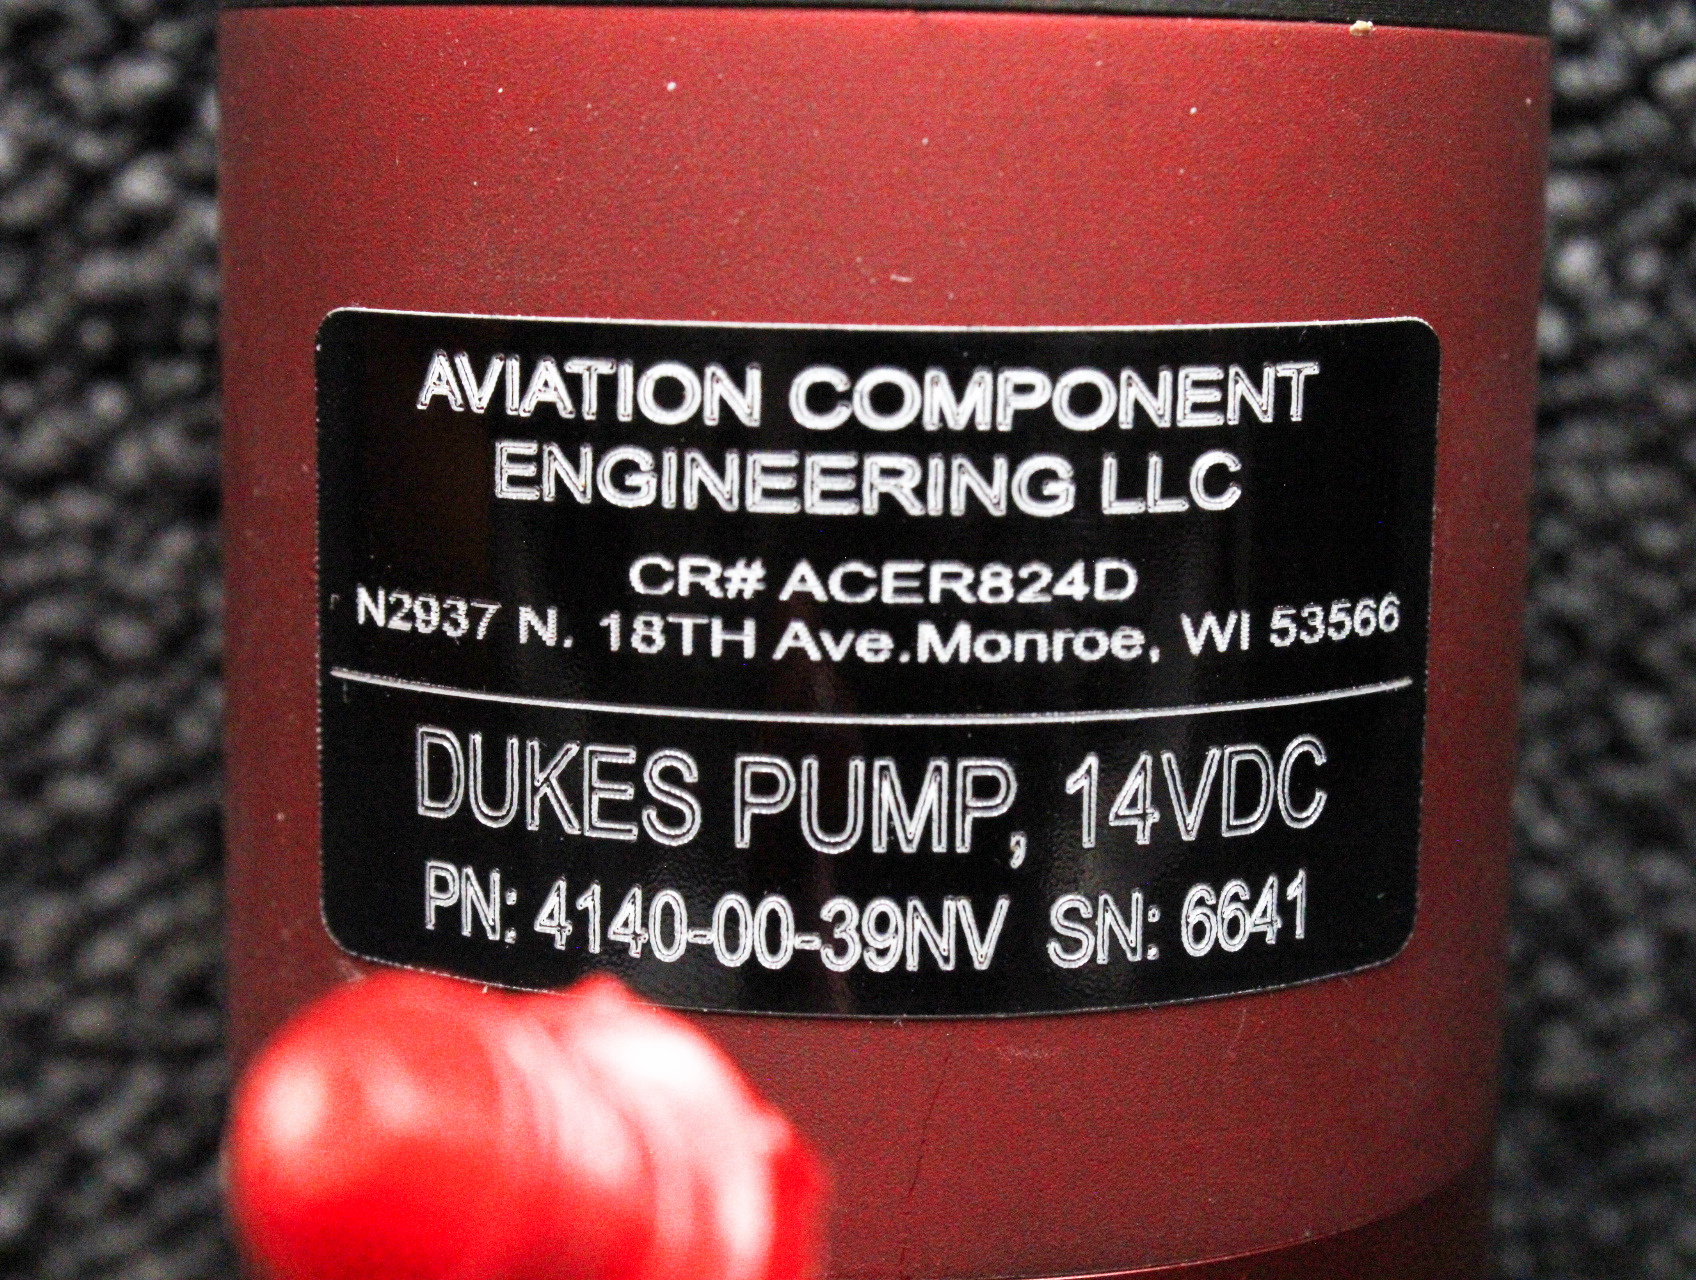 AVIATION COMPONENT
ENGINEERING LLC
CR# ACER824D
N2937 N. 18TH Ave.Monroe, WI 53566
DUKES PUMP, 14VDC
PN: 4140-00-39NV SN: 6641